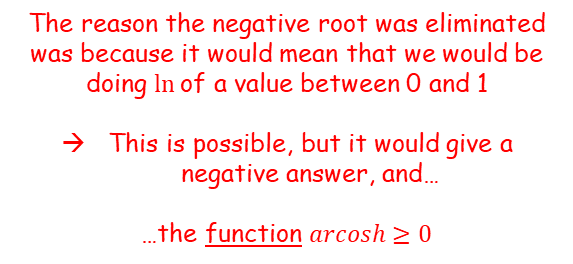 The reason the negative root was eliminated
was because it would mean that we would be
doing ln of a value between 0 and 1
→ This is possible, but it would give a
negative answer, and…
…the function arcosh ≥ 0